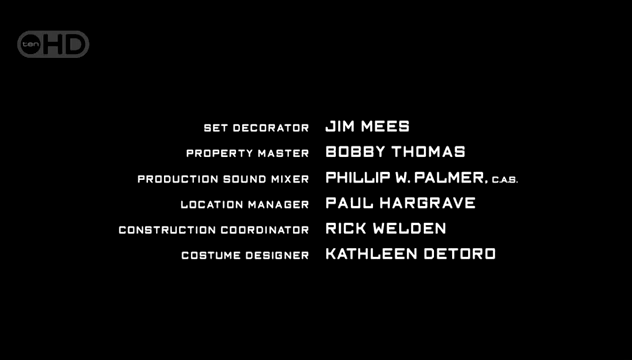 ten HD
SET DECORATOR JIM MEES
PROPERTY MASTER BOBBY THOMAS
PRODUCTION SOUND MIXER PHILLIP W. PALMER, C.A.S.
LOCATION MANAGER PAUL HARGRAVE
CONSTRUCTION COORDINATOR RICK WELDEN
COSTUME DESIGNER KATHLEEN DETORO